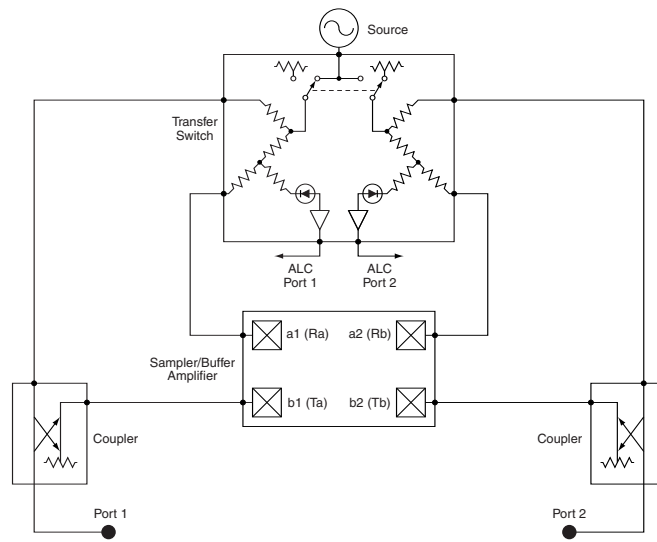 Source
Transfer
Switch
ALC
Port 1
ALC
Port 2
a1 (Ra)
a2 (Rb)
Sampler/Buffer
Amplifier
b1 (Ta)
b2 (Tb)
Coupler
Coupler
Port 1
Port 2